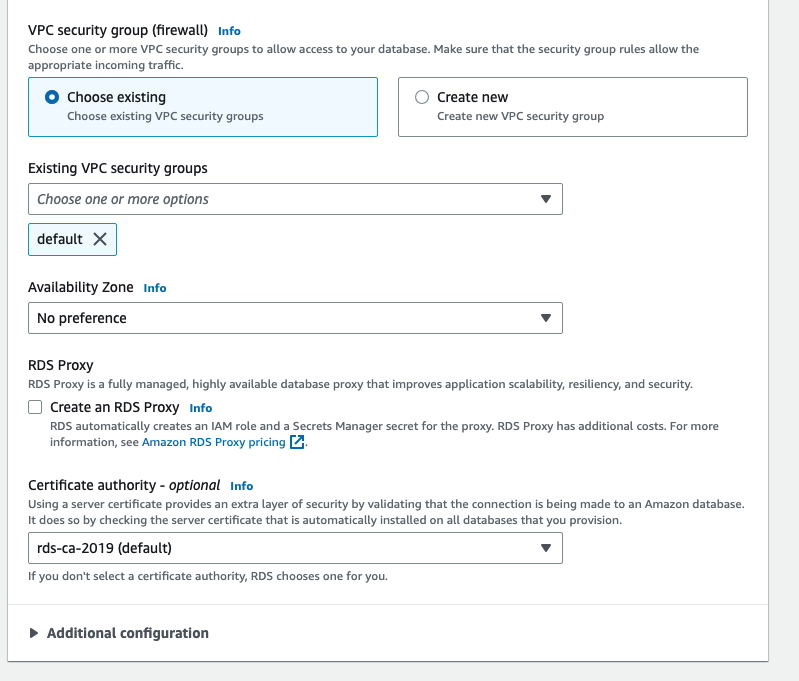 VPC security group (firewall) Info
Choose one or more VPC security groups to allow access to your database. Make sure that the security group rules allow the
appropriate incoming traffic.
Choose existing
Choose existing VPC security groups
Create new
Create new VPC security group
Existing VPC security groups
Choose one or more options
default
Availability Zone Info
No preference
RDS Proxy
RDS Proxy is a fully managed, highly available database proxy that improves application scalability, resiliency, and security.
Create an RDS Proxy Info
RDS automatically creates an IAM role and a Secrets Manager secret for the proxy. RDS Proxy has additional costs. For more
information, see Amazon RDS Proxy pricing.
Certificate authority - optional Info
Using a server certificate provides an extra layer of security by validating that the connection is being made to an Amazon database.
It does so by checking the server certificate that is automatically installed on all databases that you provision.
rds-ca-2019 (default)
If you don't select a certificate authority, RDS chooses one for you.
Additional configuration